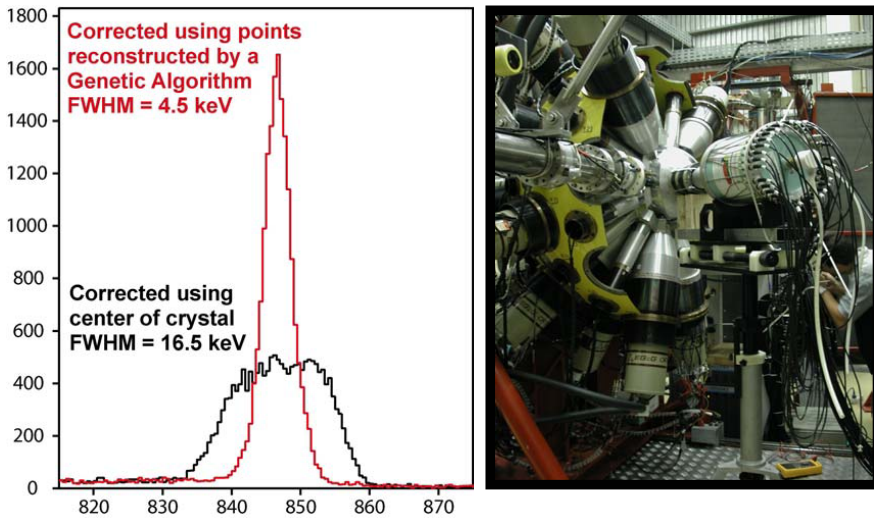 1800
1600
1400
1200
1000
800
600
400
200
0
Corrected using points
reconstructed by a
Genetic Algorithm
FWHM = 4.5 keV
Corrected using
center of crystal
FWHM = 16.5 keV
820 830 840 850 860 870
EG&G